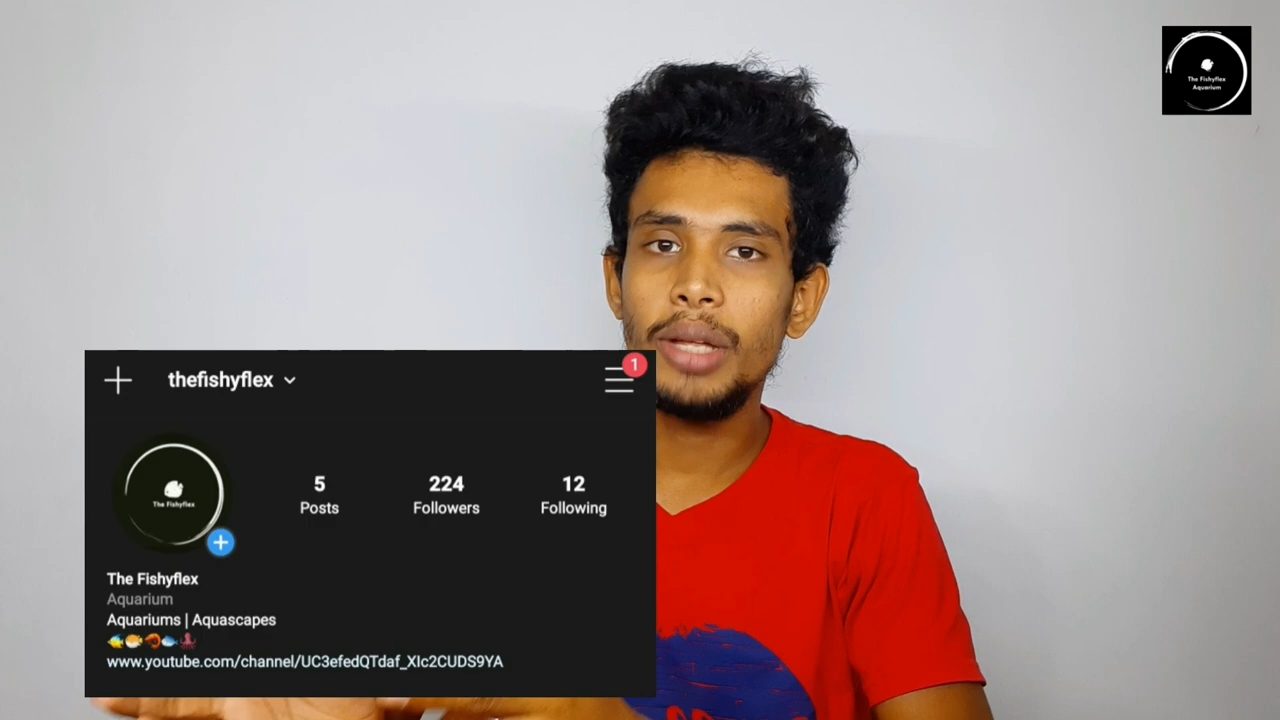 The Fishyflex
Aquarium
1
thefishyflex
The Fishyflex
5
Posts
224
Followers
12
Following
The Fishyflex
Aquarium
Aquariums | Aquascapes
www.youtube.com/channel/UC3efedQTdaf_XIc2CUDS9YA